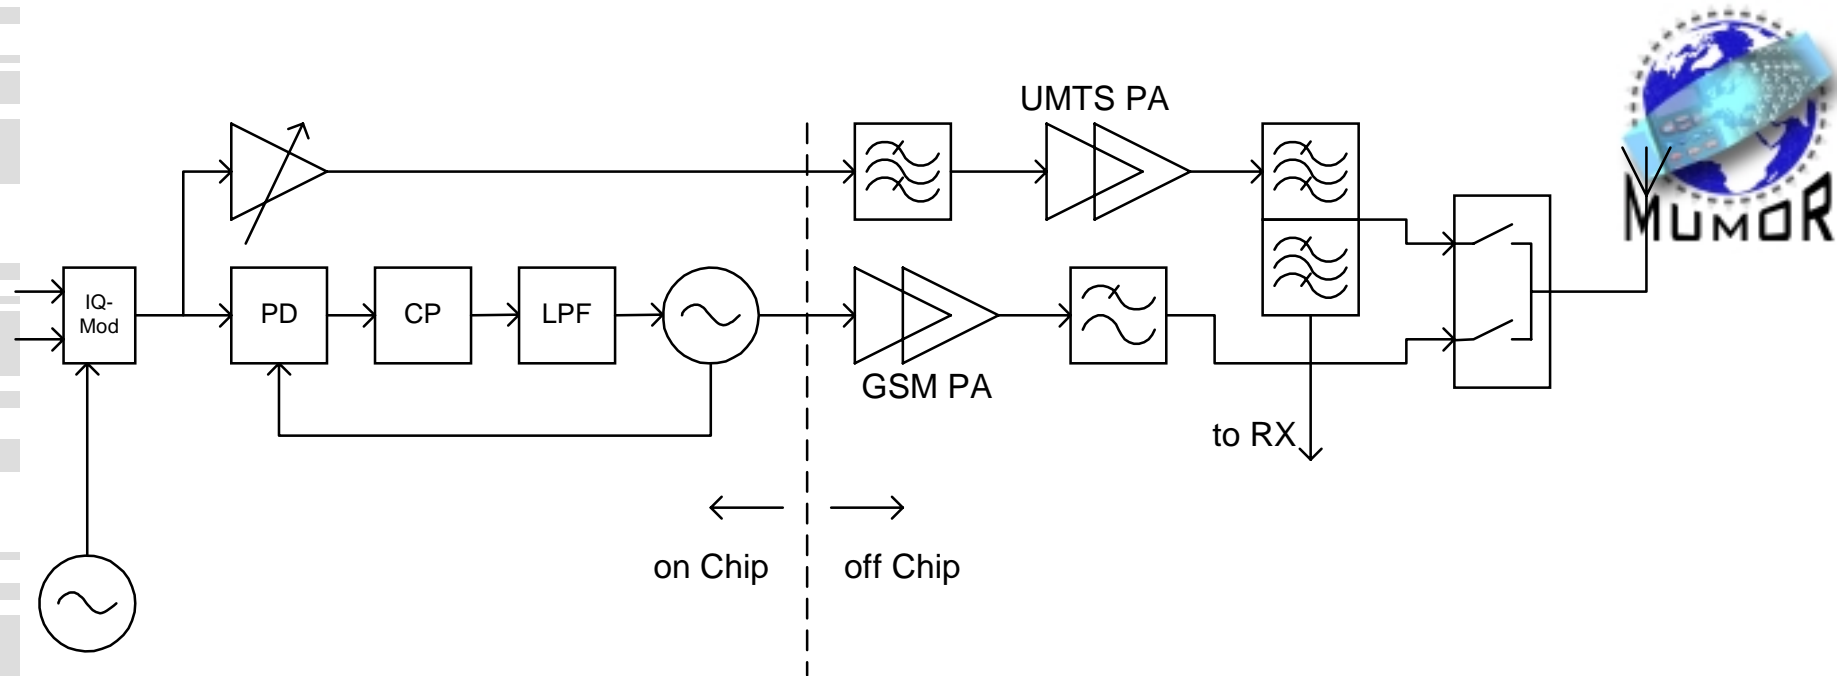 UMTS PA
MUMOR
IQ-
Mod
PD
CP
LPF
GSM PA
to RX
on Chip
off Chip